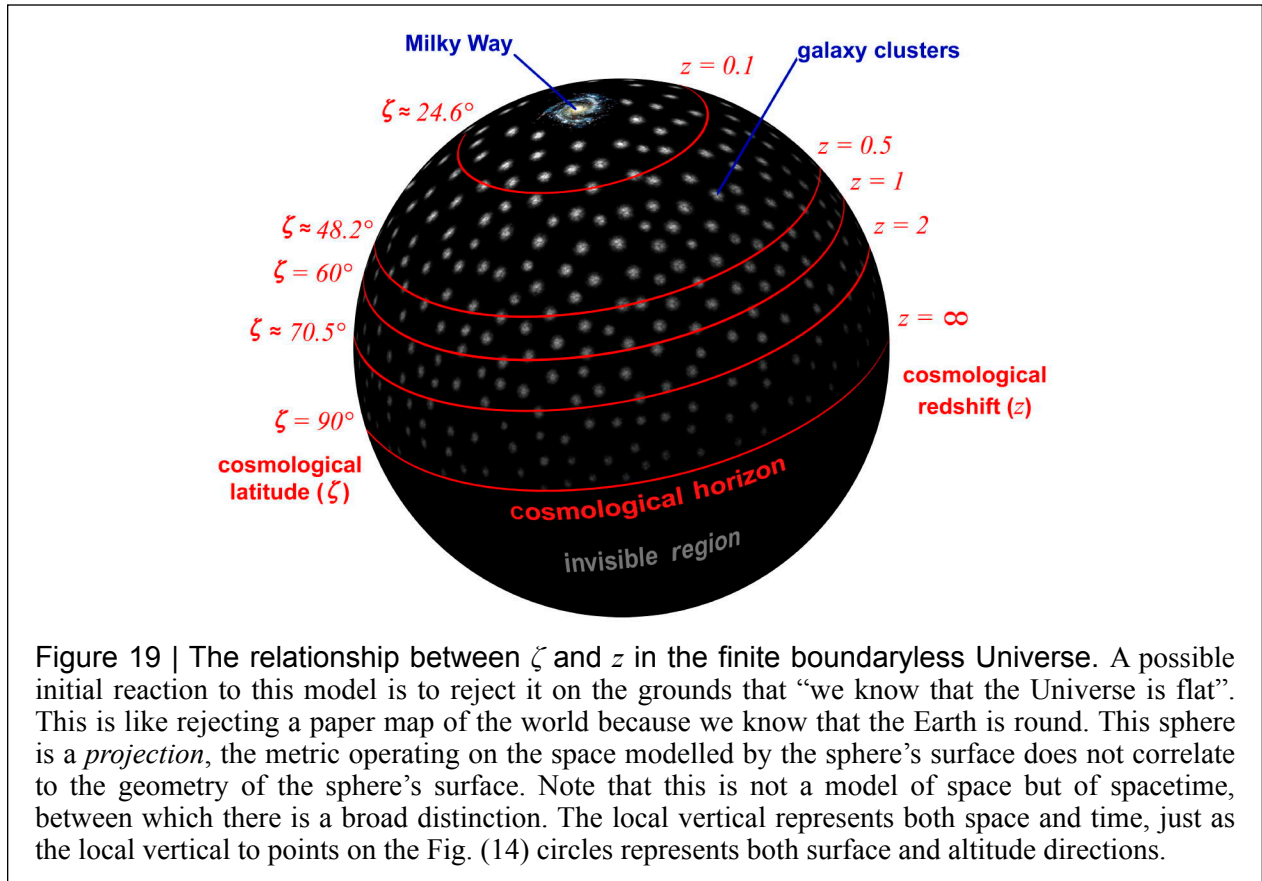 Milky Way
galaxy clusters
z = 0.1
ζ ≈ 24.6°
z = 0.5
z = 1
ζ ≈ 48.2°
z = 2
ζ = 60°
z = ∞
ζ ≈ 70.5°
cosmological
redshift (z)
ζ = 90°
cosmological
latitude (ζ)
cosmological horizon
invisible region
Figure 19 | The relationship between ζ and z in the finite boundaryless Universe. A possible
initial reaction to this model is to reject it on the grounds that “we know that the Universe is flat”.
This is like rejecting a paper map of the world because we know that the Earth is round. This sphere
is a projection, the metric operating on the space modelled by the sphere’s surface does not correlate
to the geometry of the sphere’s surface. Note that this is not a model of space but of spacetime,
between which there is a broad distinction. The local vertical represents both space and time, just as
the local vertical to points on the Fig. (14) circles represents both surface and altitude directions.